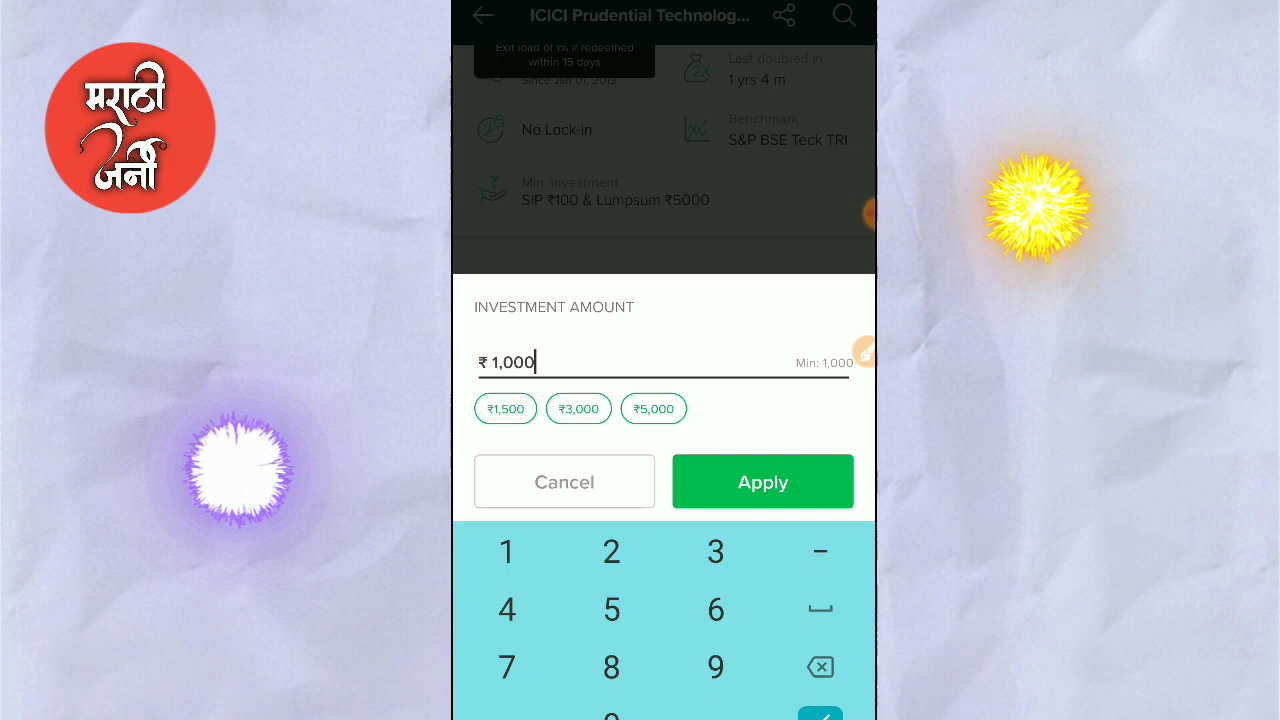 मराठी
जर्नी
ICICI Prudential Technolog...
Exit load of 1% if redeemed
within 15 days
Since Jan 01, 2013
Last doubled in
2X
1 yrs 4 m
No Lock-in
Benchmark
S&P BSE Teck TRI
Min. investment
SIP ₹100 & Lumpsum ₹5000
INVESTMENT AMOUNT
₹ 1,000
Min: 1,000
₹1,500 ₹3,000 ₹5,000
Cancel Apply
1 2 3 -
4 5 6
7 8 9
0